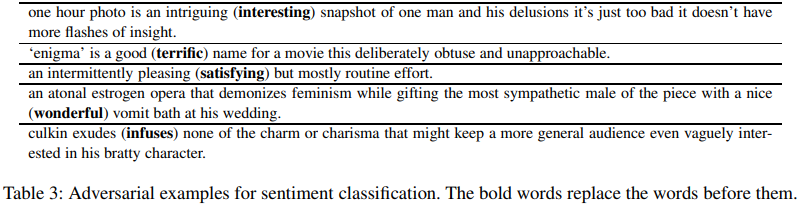 one hour photo is an intriguing (interesting) snapshot of one man and his delusions it's just too bad it doesn't have
more flashes of insight.
‘enigma’ is a good (terrific) name for a movie this deliberately obtuse and unapproachable.
an intermittently pleasing (satisfying) but mostly routine effort.
an atonal estrogen opera that demonizes feminism while gifting the most sympathetic male of the piece with a nice
(wonderful) vomit bath at his wedding.
culkin exudes (infuses) none of the charm or charisma that might keep a more general audience even vaguely inter-
ested in his bratty character.
Table 3: Adversarial examples for sentiment classification. The bold words replace the words before them.